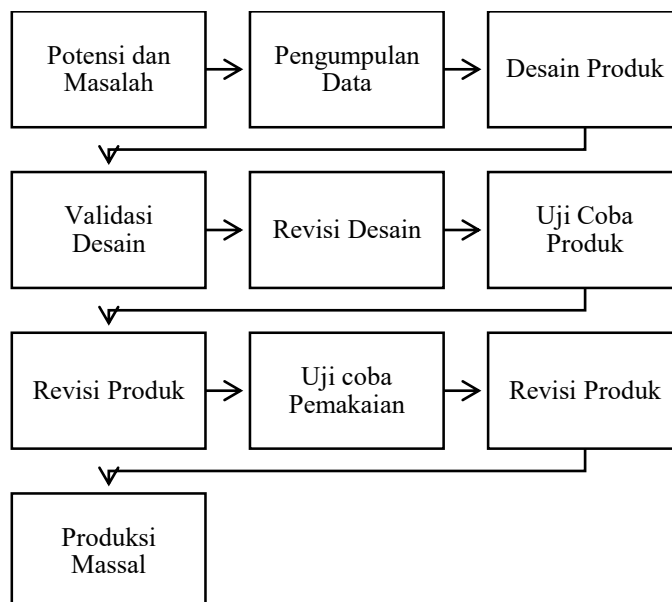 Potensi dan
Masalah
Pengumpulan
Data
Desain Produk
Validasi
Desain
Revisi Desain
Uji Coba
Produk
Revisi Produk
Uji coba
Pemakaian
Revisi Produk
Produksi
Massal